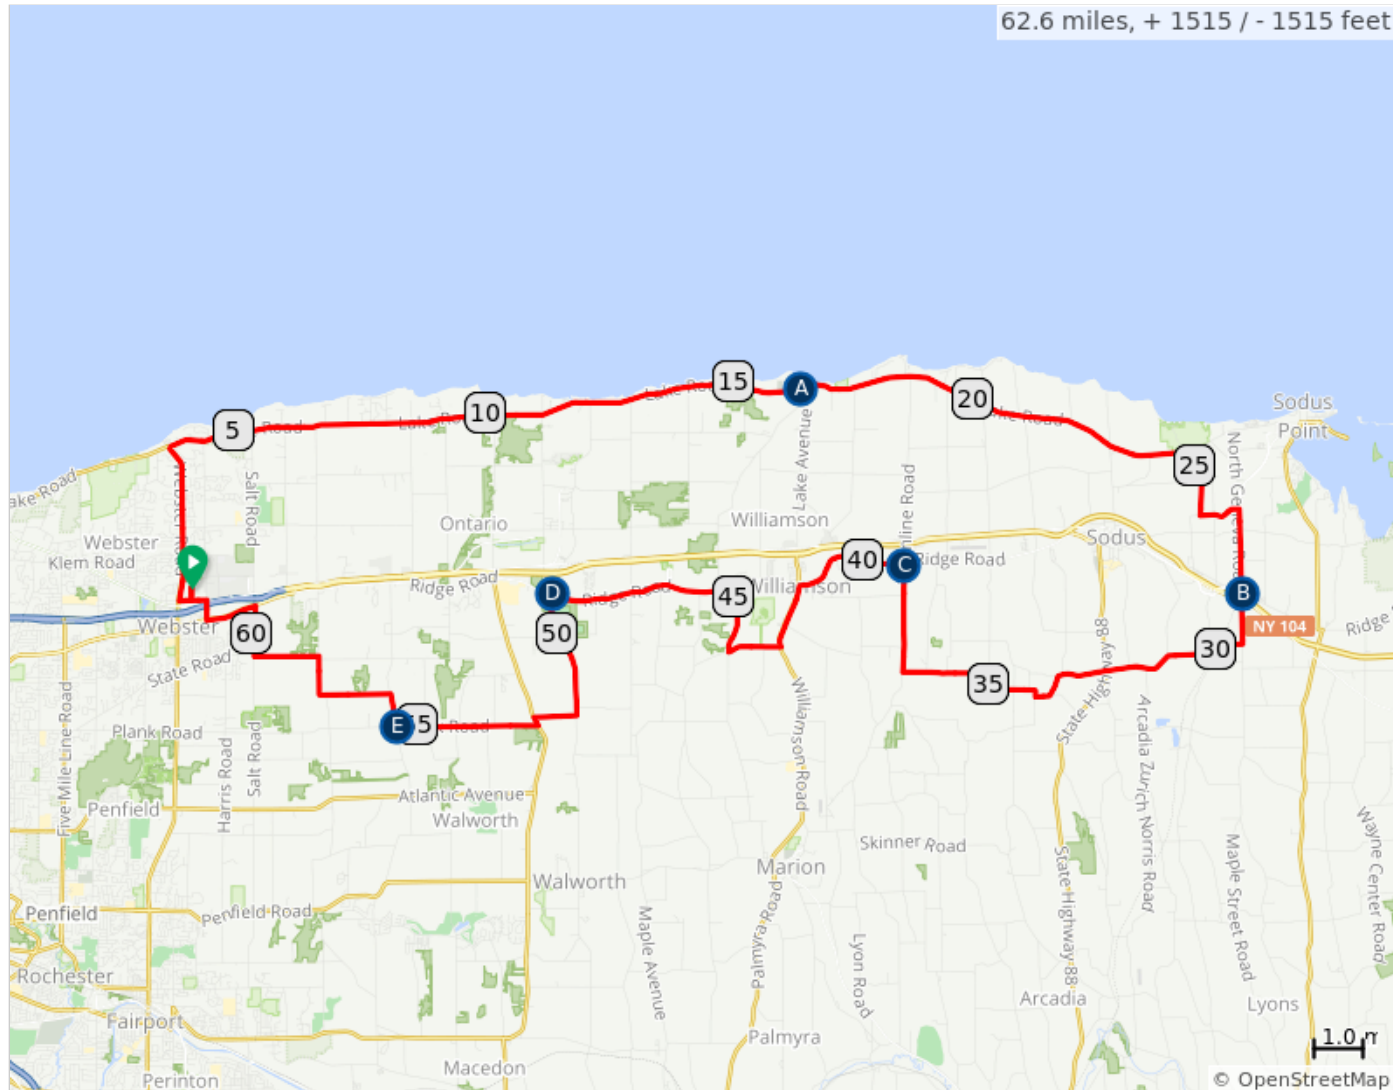 62.6 miles, + 1515 / - 1515 feet
15
A
20
10
5
Road
Lake Road
Sodus
Point
25
Lake Avenue
Salt Road
Webster
Klem Road
Ontario
Williamson
Sodus
40
C
Ridge Road
Ridge Road
D
Ridge Road
45
Williamson
B
NY 104
Ridge
Webster
60
50
30
State Road
35
State Highway 88
E
Road
Williamson Road
Plank Road
Harris Road
Salt Road
Five Mile Line Road
Arcadia Zurich Norris Road
Atlantic Avenue
Walworth
Penfield
Skinner Road
Marion
Walworth
State Highway 88
Maple Street Road
Wayne Center Road
Penfield
Penfield Road
Maple Avenue
Palmyra Road
Lyon Road
Rochester
Arcadia
Lyons
Fairport
Palmyra
1.0
Macedon
Perinton
© OpenStreetMap